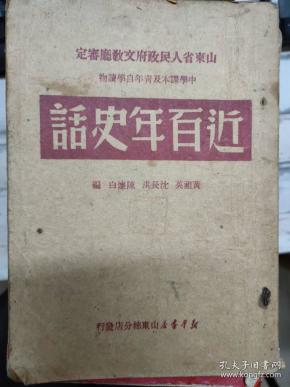 山東省人民政府文教廳審定
中學課本及青年自學讀物
近百年史話
黃祖英 沈長洪 陳懷白 編
新華書店山東總分店發行
孔夫子旧书网